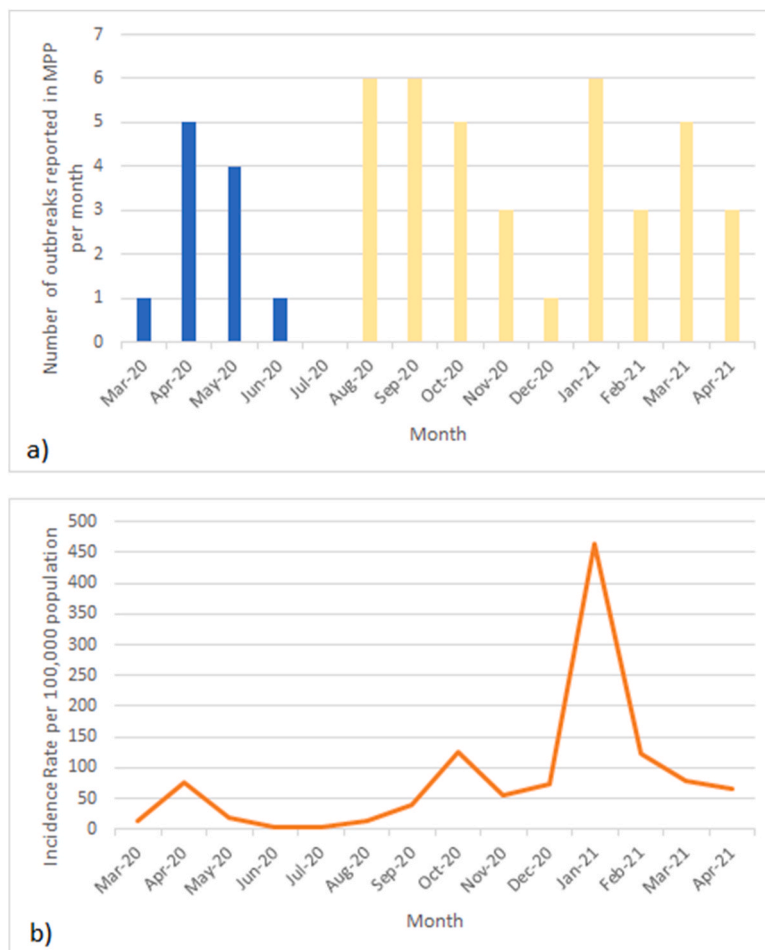 7
6
5
4
3
2
1
0
Number of outbreaks reported in MPP
per month
Mar-20
Apr-20
May-20
Jun-20
Jul-20
Aug-20
Sep-20
Oct-20
Nov-20
Dec-20
Jan-21
Feb-21
Mar-21
Apr-21
Month
a)
500
450
400
350
300
250
200
150
100
50
0
Incidence Rate per 100,000 population
Mar-20
Apr-20
May-20
Jun-20
Jul-20
Aug-20
Sep-20
Oct-20
Nov-20
Dec-20
Jan-21
Feb-21
Mar-21
Apr-21
Month
b)